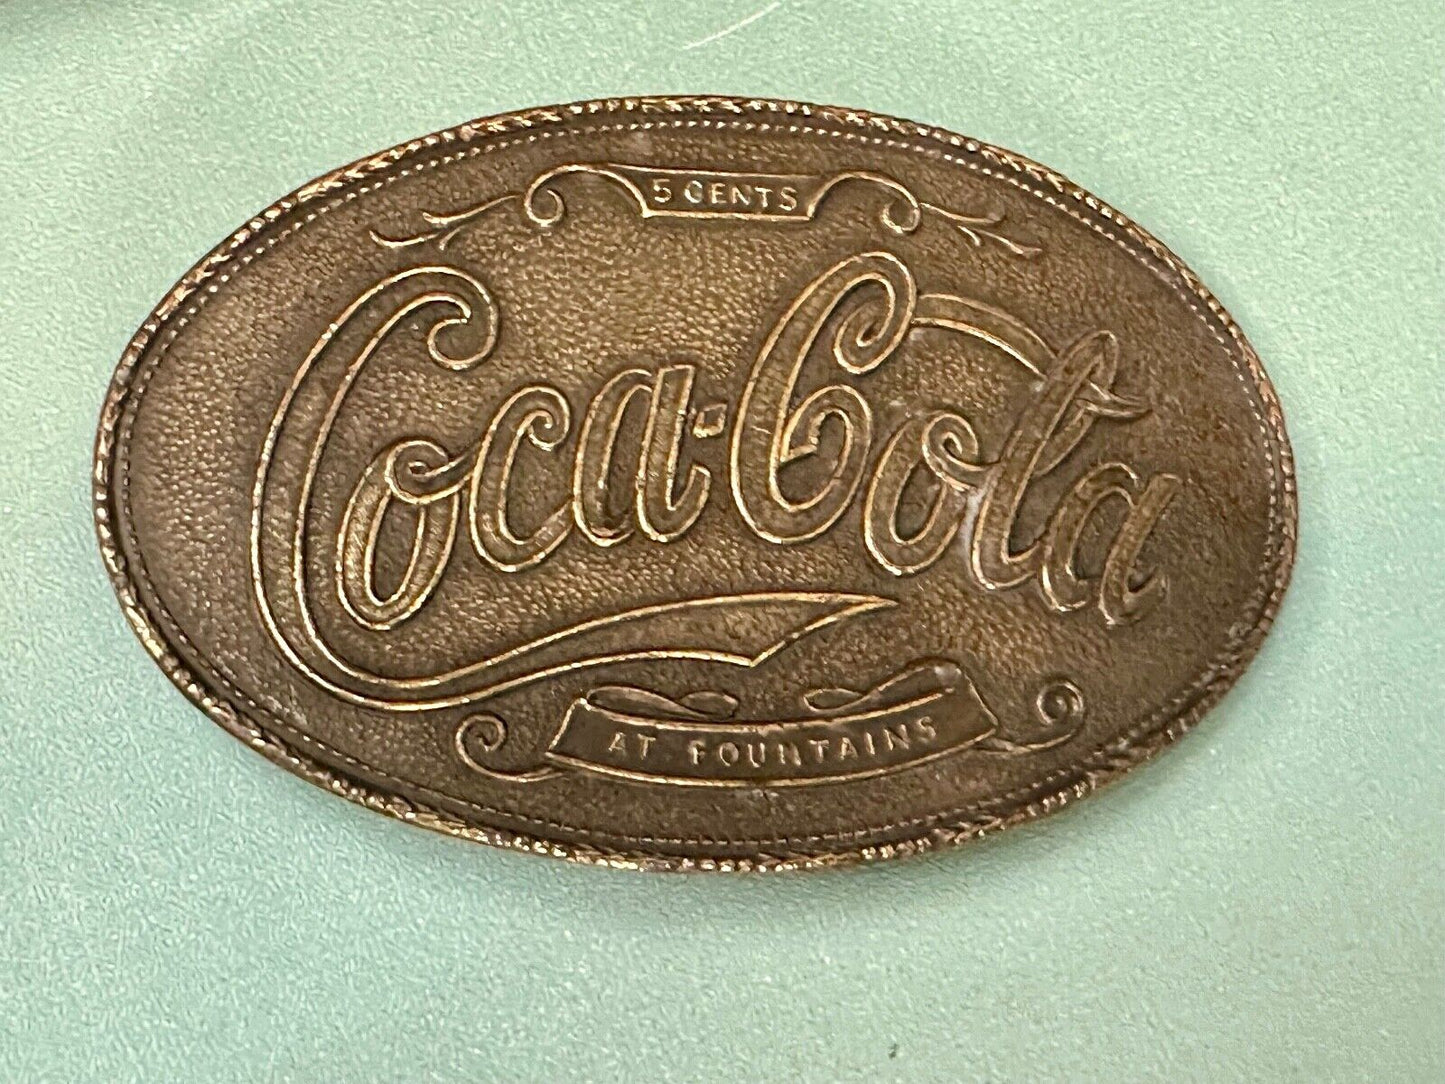 5 CENTS
Coca-Cola
AT FOUNTAINS